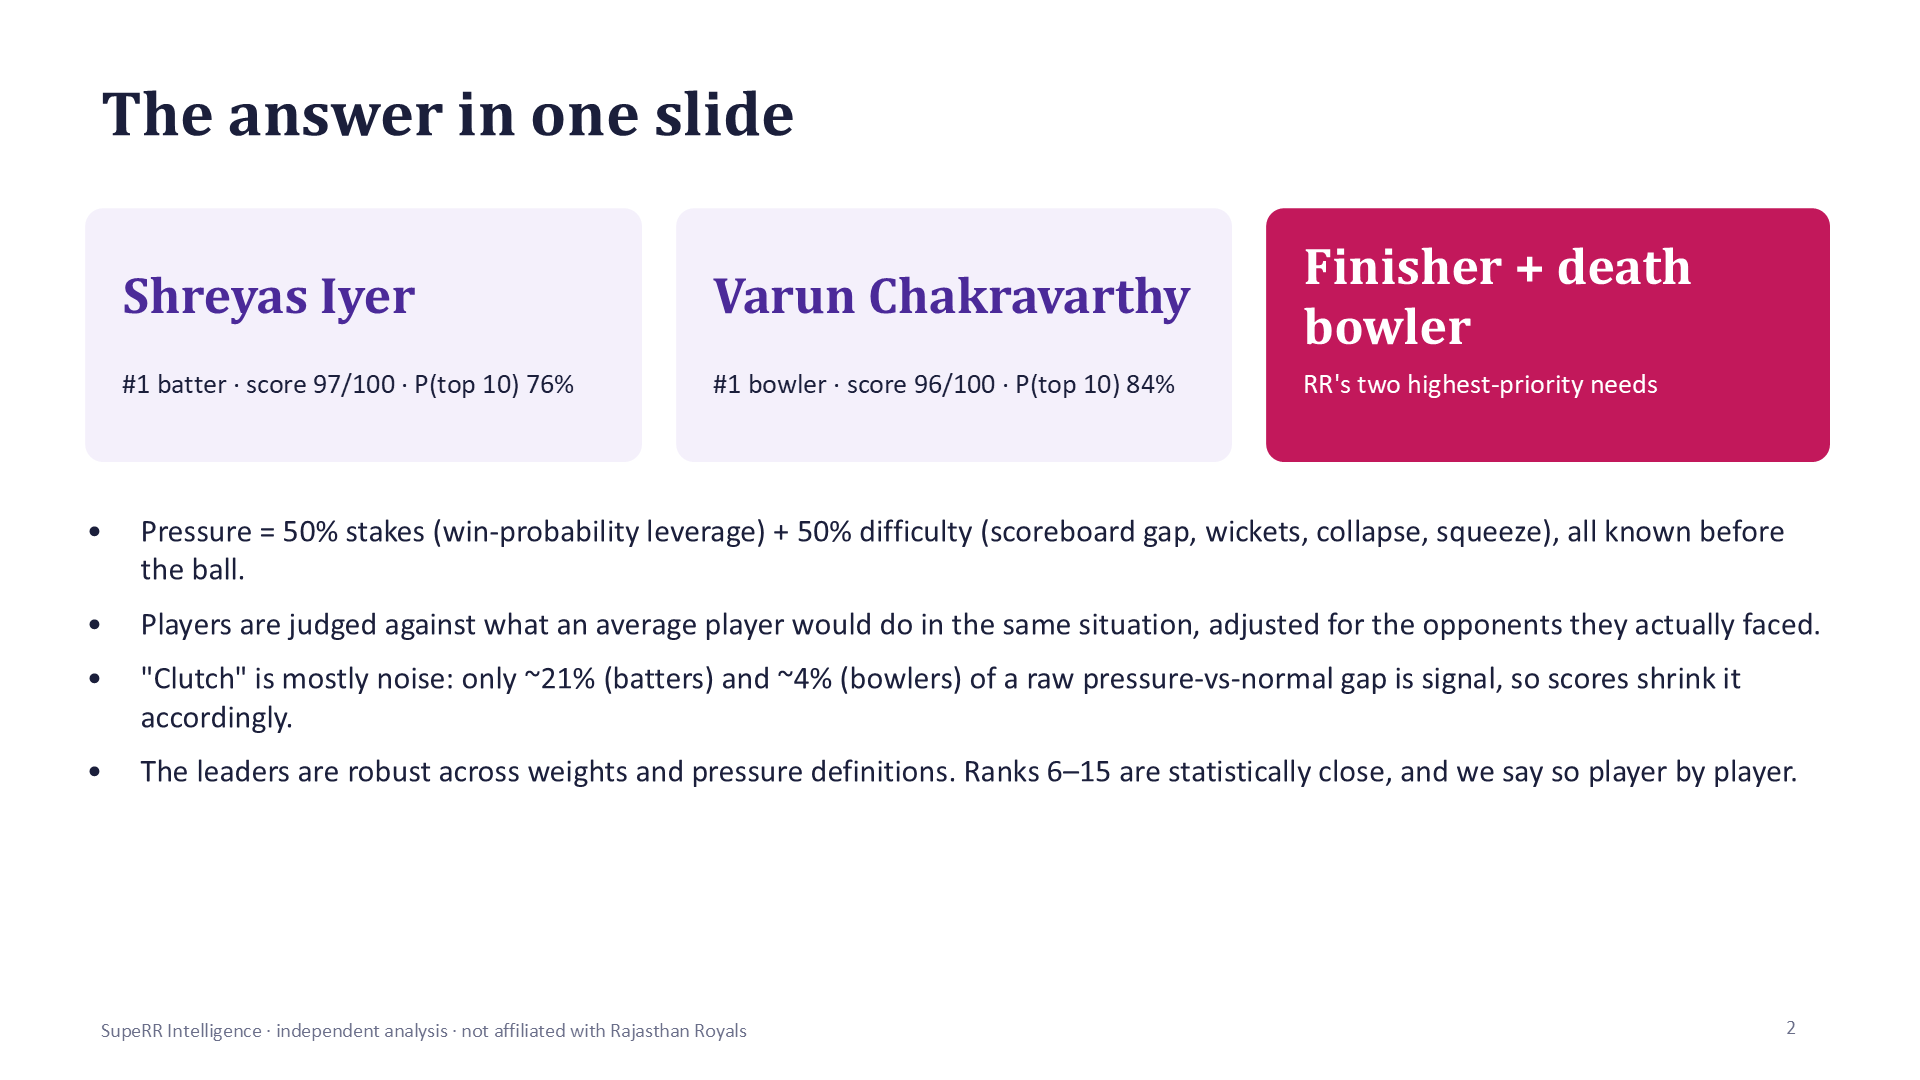 The answer in one slide
Shreyas Iyer
#1 batter · score 97/100 · P(top 10) 76%
Varun Chakravarthy
#1 bowler · score 96/100 · P(top 10) 84%
Finisher + death
bowler
RR's two highest-priority needs
• Pressure = 50% stakes (win-probability leverage) + 50% difficulty (scoreboard gap, wickets, collapse, squeeze), all known before
the ball.
• Players are judged against what an average player would do in the same situation, adjusted for the opponents they actually faced.
• "Clutch" is mostly noise: only ~21% (batters) and ~4% (bowlers) of a raw pressure-vs-normal gap is signal, so scores shrink it
accordingly.
• The leaders are robust across weights and pressure definitions. Ranks 6–15 are statistically close, and we say so player by player.
SupeRR Intelligence · independent analysis · not affiliated with Rajasthan Royals
2